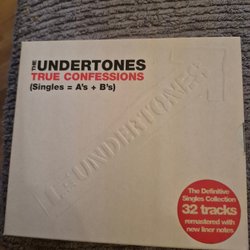 THE UNDERTONES
TRUE CONFESSIONS
(Singles = A's + B's)
THE UNDERTONES
The Definitive
Singles Collection
32 tracks
remastered with
new liner notes